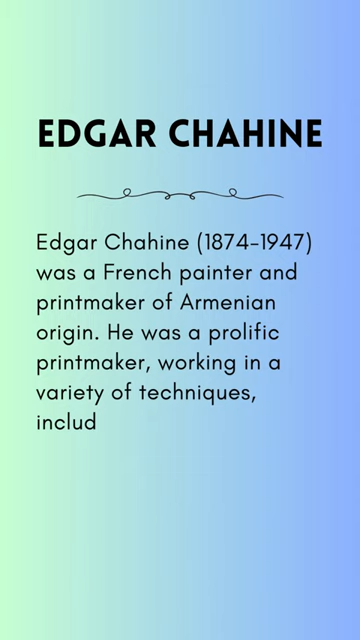 EDGAR CHAHINE
Edgar Chahine (1874-1947)
was a French painter and
printmaker of Armenian
origin. He was a prolific
printmaker, working in a
variety of techniques,
includ